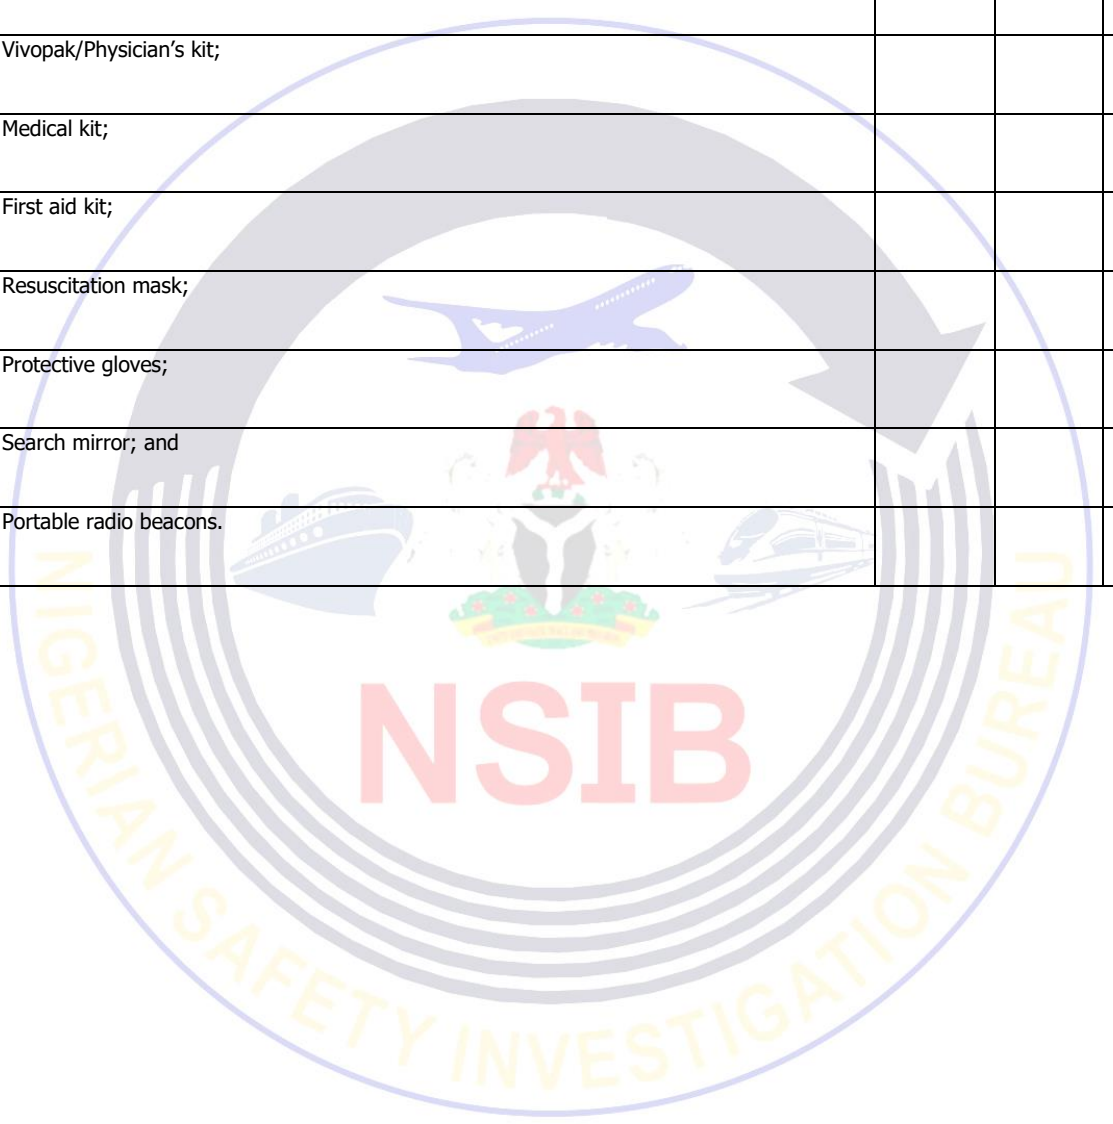 Vivopak/Physician’s kit;
Medical kit;
First aid kit;
Resuscitation mask;
Protective gloves;
Search mirror; and
Portable radio beacons.
NSIB
NIGERIAN SAFETY INVESTIGATION BUREAU